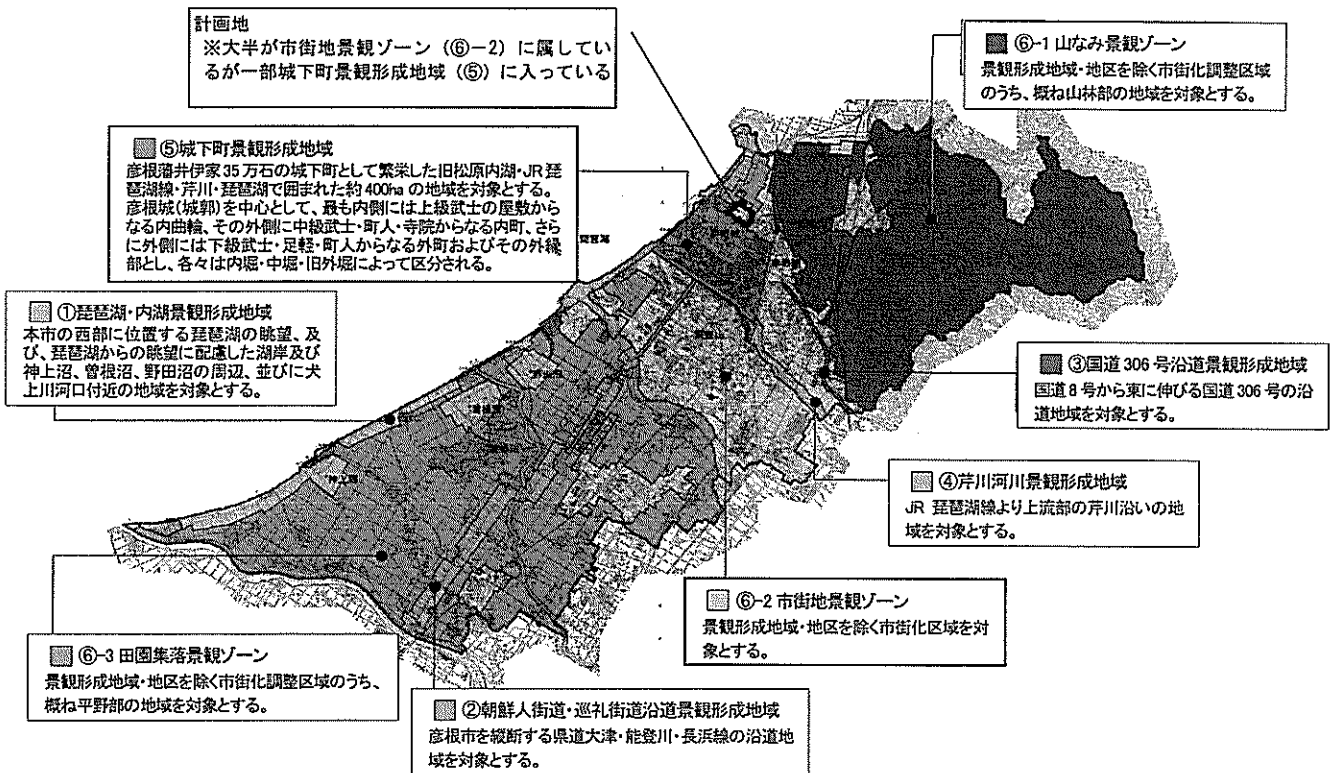 計画地
※大半が市街地景観ゾーン（⑥－2）に属してい
るが一部城下町景観形成地域（⑤）に入っている
⑥-1 山なみ景観ゾーン
景観形成地域・地区を除く市街化調整区域
のうち、概ね山林部の地域を対象とする。
⑤城下町景観形成地域
彦根藩井伊家35万石の城下町として繁栄した旧松原内湖・JR琵
琶湖線・芹川・琵琶湖で囲まれた約400haの地域を対象とする。
彦根城（城郭）を中心として、最も内側には上級武士の屋敷から
なる内曲輪、その外側に中級武士・町人・寺院からなる内町、さら
に外側には下級武士・足軽・町人からなる外町およびその外縁
部とし、各々は内堀・中堀・旧外堀によって区分される。
①琵琶湖・内湖景観形成地域
本市の西部に位置する琵琶湖の眺望、及
び、琵琶湖からの眺望に配慮した湖岸及び
神上沼、曽根沼、野田沼の周辺、並びに犬
上川河口付近の地域を対象とする。
③国道306号沿道景観形成地域
国道8号から東に伸びる国道306号の沿
道地域を対象とする。
④芹川河川景観形成地域
JR 琵琶湖線より上流部の芹川沿いの地
域を対象とする。
⑥-2 市街地景観ゾーン
景観形成地域・地区を除く市街化区域を対
象とする。
⑥-3 田園集落景観ゾーン
景観形成地域・地区を除く市街化調整区域のうち、
概ね平野部の地域を対象とする。
②朝鮮人街道・巡礼街道沿道景観形成地域
彦根市を縦断する県道大津・能登川・長浜線の沿道地
域を対象とする。